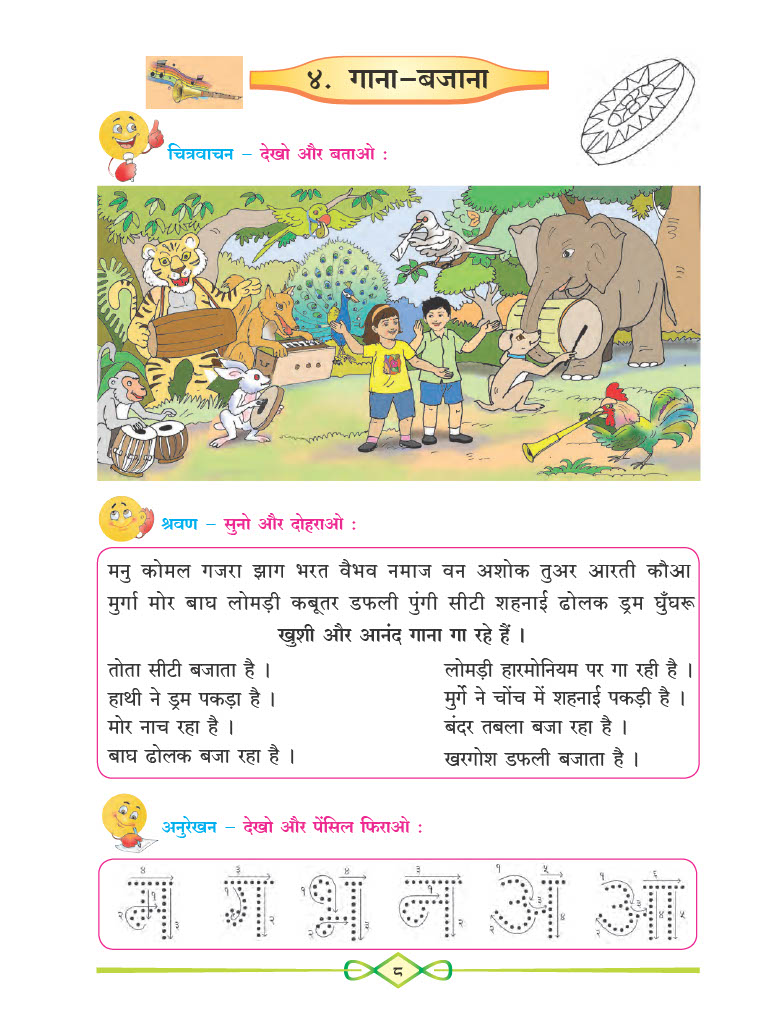 ४. गाना-बजाना
चित्रवाचन – देखो और बताओ :
श्रवण – सुनो और दोहराओ :
मनु कोमल गजरा झाग भरत वैभव नमाज वन अशोक तुअर आरती कौआ
मुर्गा मोर बाघ लोमड़ी कबूतर डफली पुंगी सीटी शहनाई ढोलक ड्रम घुँघरू
खुशी और आनंद गाना गा रहे हैं ।
तोता सीटी बजाता है ।
हाथी ने ड्रम पकड़ा है ।
मोर नाच रहा है ।
बाघ ढोलक बजा रहा है ।
लोमड़ी हारमोनियम पर गा रही है ।
मुर्गे ने चोंच में शहनाई पकड़ी है ।
बंदर तबला बजा रहा है ।
खरगोश डफली बजाता है ।
अनुरेखन – देखो और पेंसिल फिराओ :
म ग भ न अ आ
८